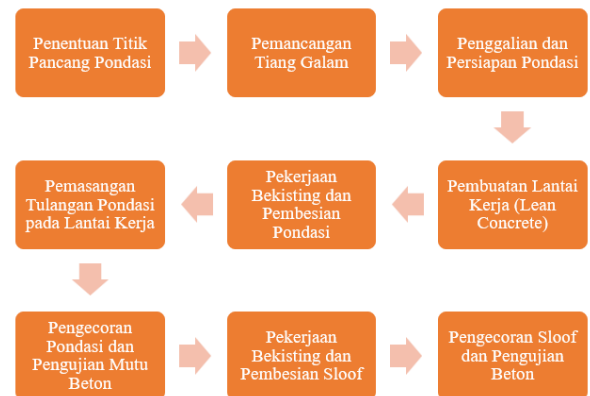 Penentuan Titik
Pancang Pondasi
Pemancangan
Tiang Galam
Penggalian dan
Persiapan Pondasi
Pembuatan Lantai
Kerja (Lean
Concrete)
Pekerjaan
Bekisting dan
Pembesian
Pondasi
Pemasangan
Tulangan Pondasi
pada Lantai Kerja
Pengecoran
Pondasi dan
Pengujian Mutu
Beton
Pekerjaan
Bekisting dan
Pembesian Sloof
Pengecoran Sloof
dan Pengujian
Beton